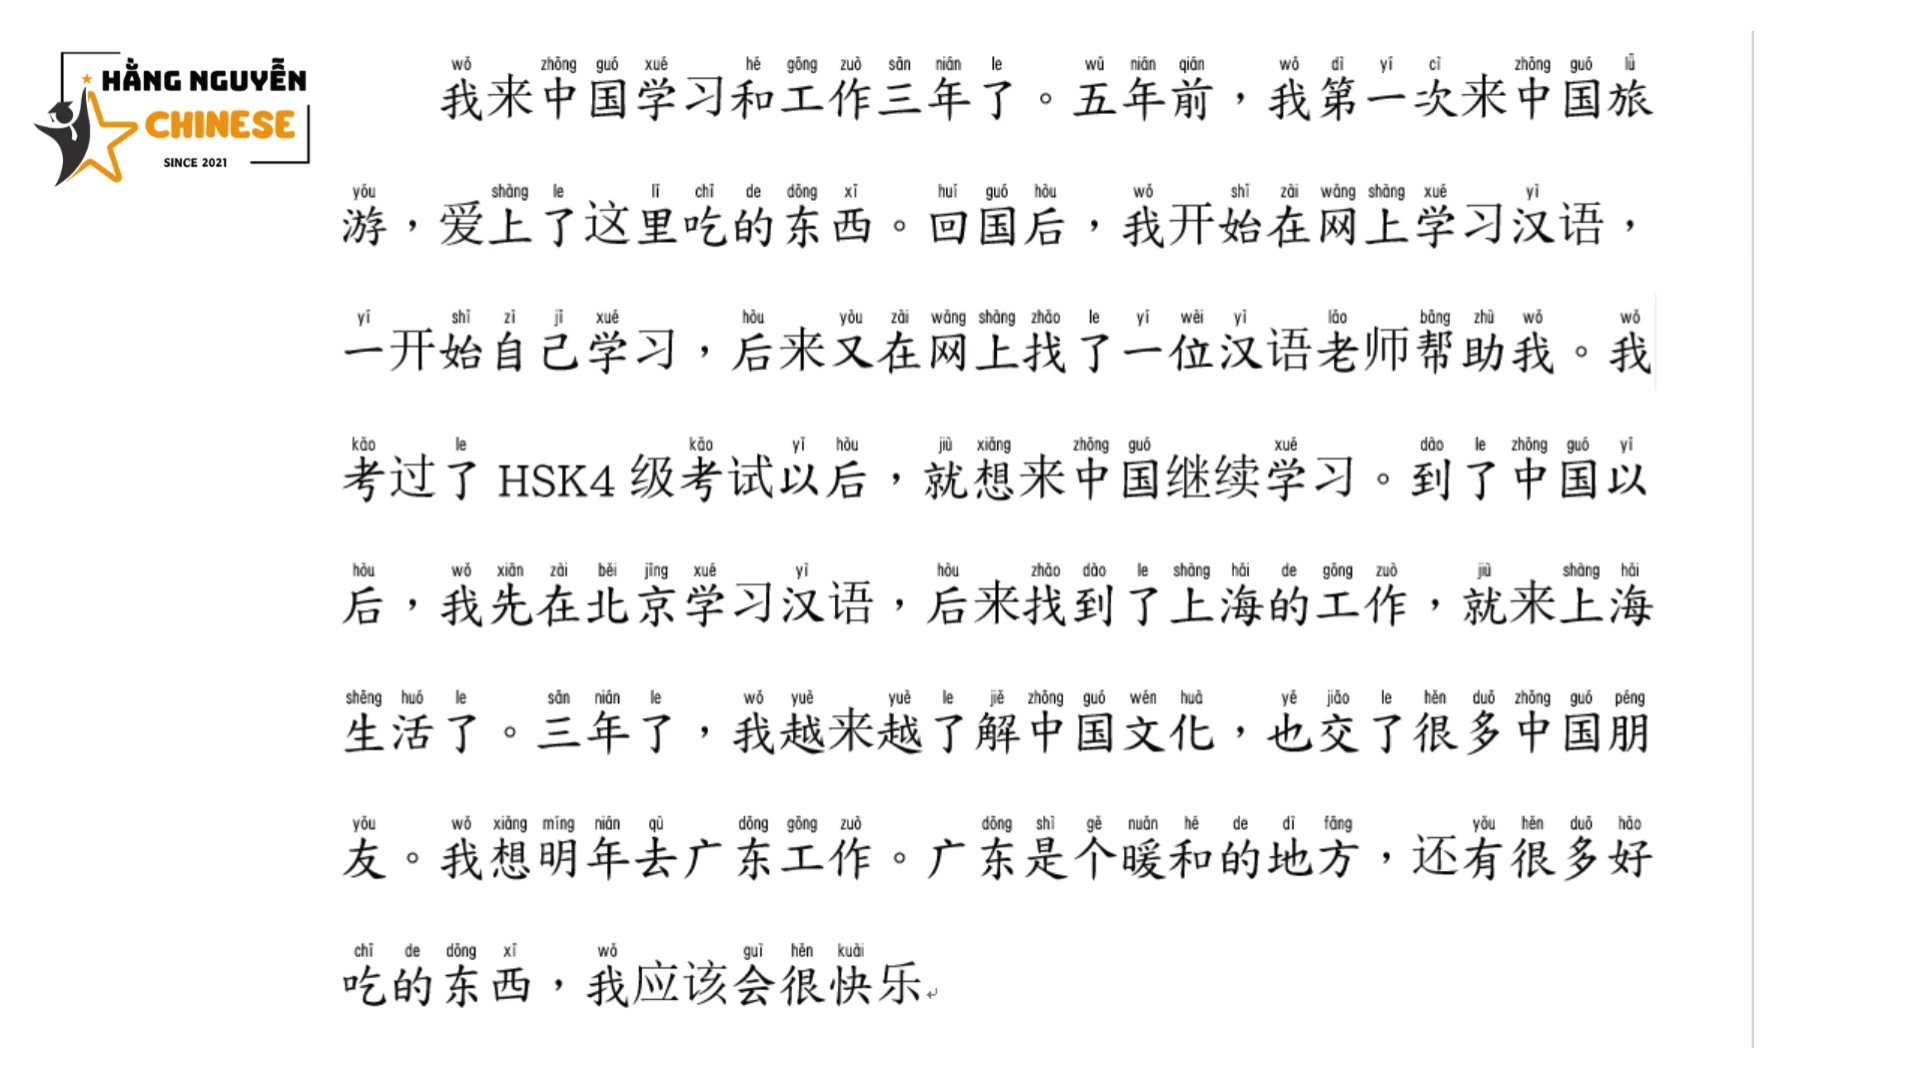 HẰNG NGUYỄN
CHINESE
SINCE 2021
wǒ zhōng guó xué hé gōng zuò sān nián le wǔ nián qián wǒ dì yí cì zhōng guó lǚ
我来中国学习和工作三年了。五年前，我第一次来中国旅
yóu shàng le lǐ chī de dōng xī huí guó hòu wǒ shǐ zài wǎng shàng xué yì
游，爱上了这里吃的东西。回国后，我开始在网上学习汉语，
yí shǐ zì jǐ xué hòu yòu zài wǎng shàng zhǎo le yí wèi yì lǎo bāng zhù wǒ wǒ
一开始自己学习，后来又在网上找了一位汉语老师帮助我。我
kǎo le kǎo yǐ hòu jiù xiǎng zhōng guó xué dào le zhōng guó yǐ
考过了 HSK4 级考试以后，就想来中国继续学习。到了中国以
hòu wǒ xiān zài běi jīng xué yì hòu zhǎo dào le shàng hǎi de gōng zuò jiù shàng hǎi
后，我先在北京学习汉语，后来找到了上海的工作，就来上海
shēng huó le sān nián le wǒ yuè yuè le jiě zhōng guó wén huà yě jiāo le hěn duō zhōng guó péng
生活了。三年了，我越来越了解中国文化，也交了很多中国朋
yǒu wǒ xiǎng míng nián qù dōng gōng zuò dōng shì gè nuǎn hé de dì fāng yǒu hěn duō hǎo
友。我想明年去广东工作。广东是个暖和的地方，还有很多好
chī de dōng xī wǒ guì hěn kuài
吃的东西，我应该会很快乐